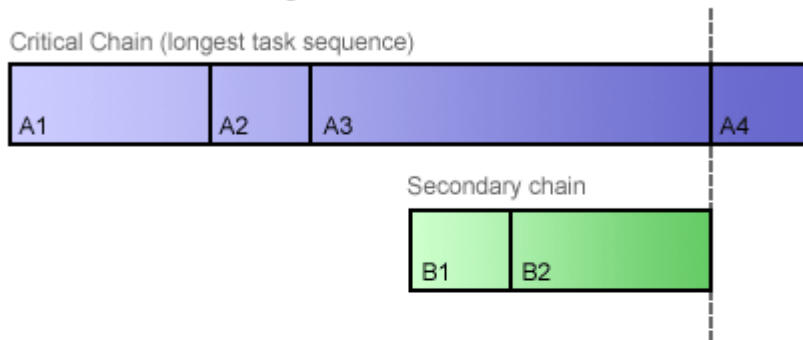 Critical Chain (longest task sequence)
A1 A2 A3 A4
Secondary chain
B1 B2